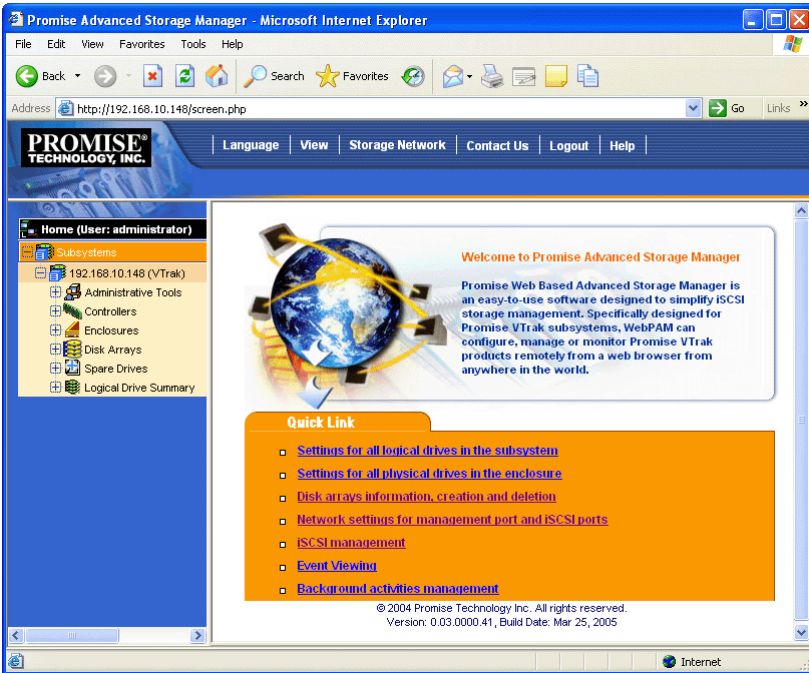 Promise Advanced Storage Manager - Microsoft Internet Explorer
File Edit View Favorites Tools Help
Back Search Favorites
Address http://192.168.10.148/screen.php Go Links »
PROMISE®
TECHNOLOGY, INC.
Language View Storage Network Contact Us Logout Help
Home (User: administrator)
Subsystems
192.168.10.148 (VTrak)
Administrative Tools
Controllers
Enclosures
Disk Arrays
Spare Drives
Logical Drive Summary
Welcome to Promise Advanced Storage Manager
Promise Web Based Advanced Storage Manager is
an easy-to-use software designed to simplify iSCSI
storage management. Specifically designed for
Promise VTrak subsystems, WebPAM can
configure, manage or monitor Promise VTrak
products remotely from a web browser from
anywhere in the world.
Quick Link
Settings for all logical drives in the subsystem
Settings for all physical drives in the enclosure
Disk arrays information, creation and deletion
Network settings for management port and iSCSI ports
iSCSI management
Event Viewing
Background activities management
© 2004 Promise Technology Inc. All rights reserved.
Version: 0.03.0000.41, Build Date: Mar 25, 2005
Internet